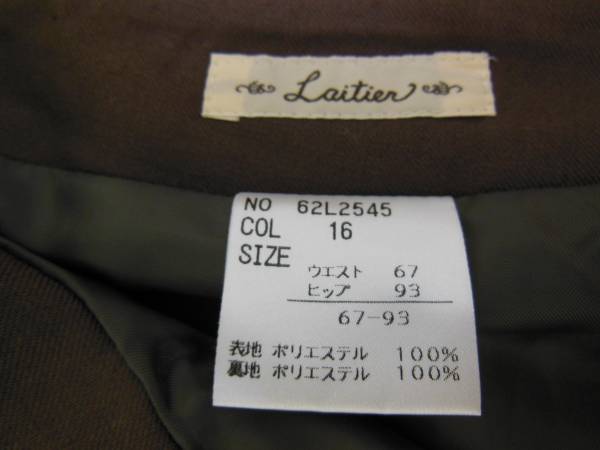 Laitier
NO 62L2545
COL 16
SIZE
ウエスト 67
ヒップ 93
67-93
表地 ポリエステル 100%
裏地 ポリエステル 100%